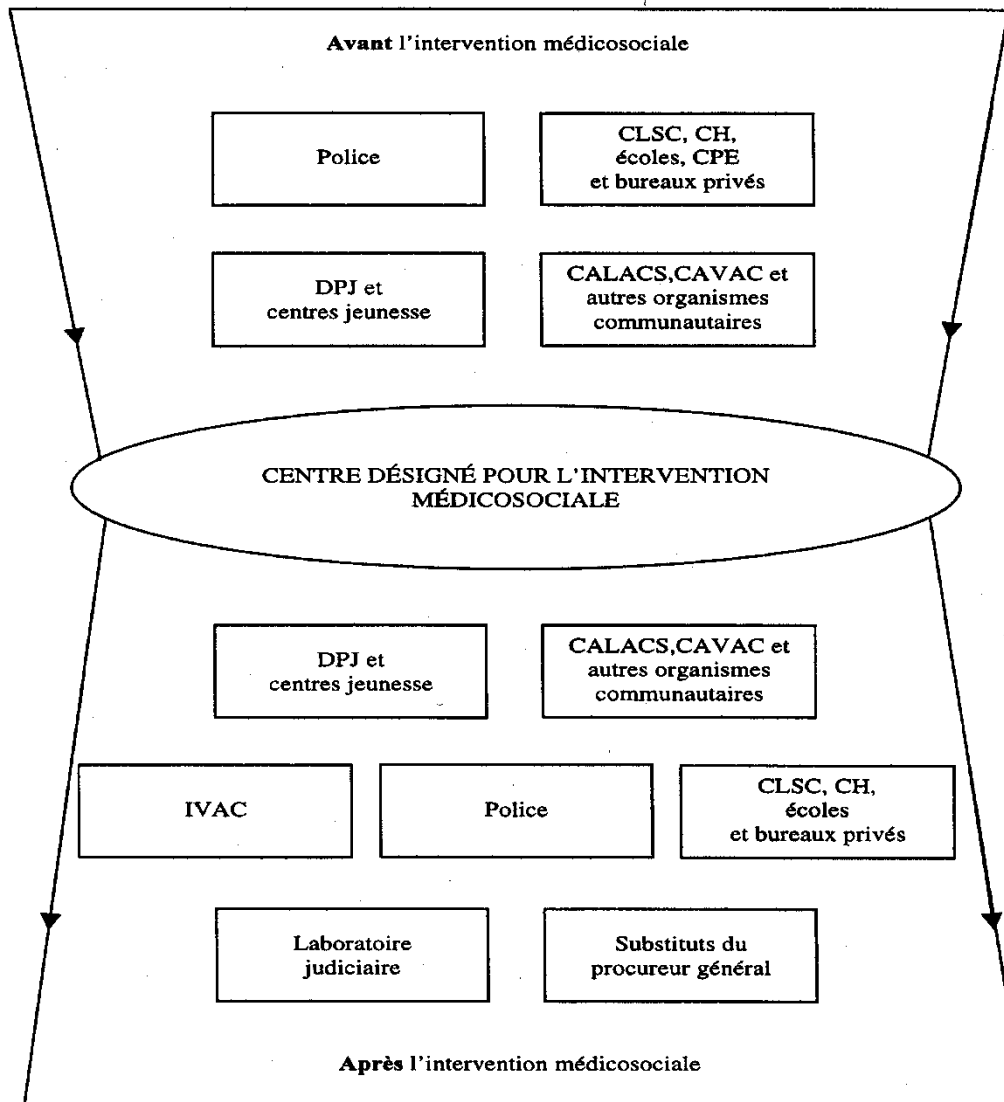 Avant l'intervention médicosociale
Police
CLSC, CH,
écoles, CPE
et bureaux privés
DPJ et
centres jeunesse
CALACS,CAVAC et
autres organismes
communautaires
CENTRE DÉSIGNÉ POUR L'INTERVENTION
MÉDICOSOCIALE
DPJ et
centres jeunesse
CALACS,CAVAC et
autres organismes
communautaires
IVAC
Police
CLSC, CH,
écoles
et bureaux privés
Laboratoire
judiciaire
Substituts du
procureur général
Après l'intervention médicosociale